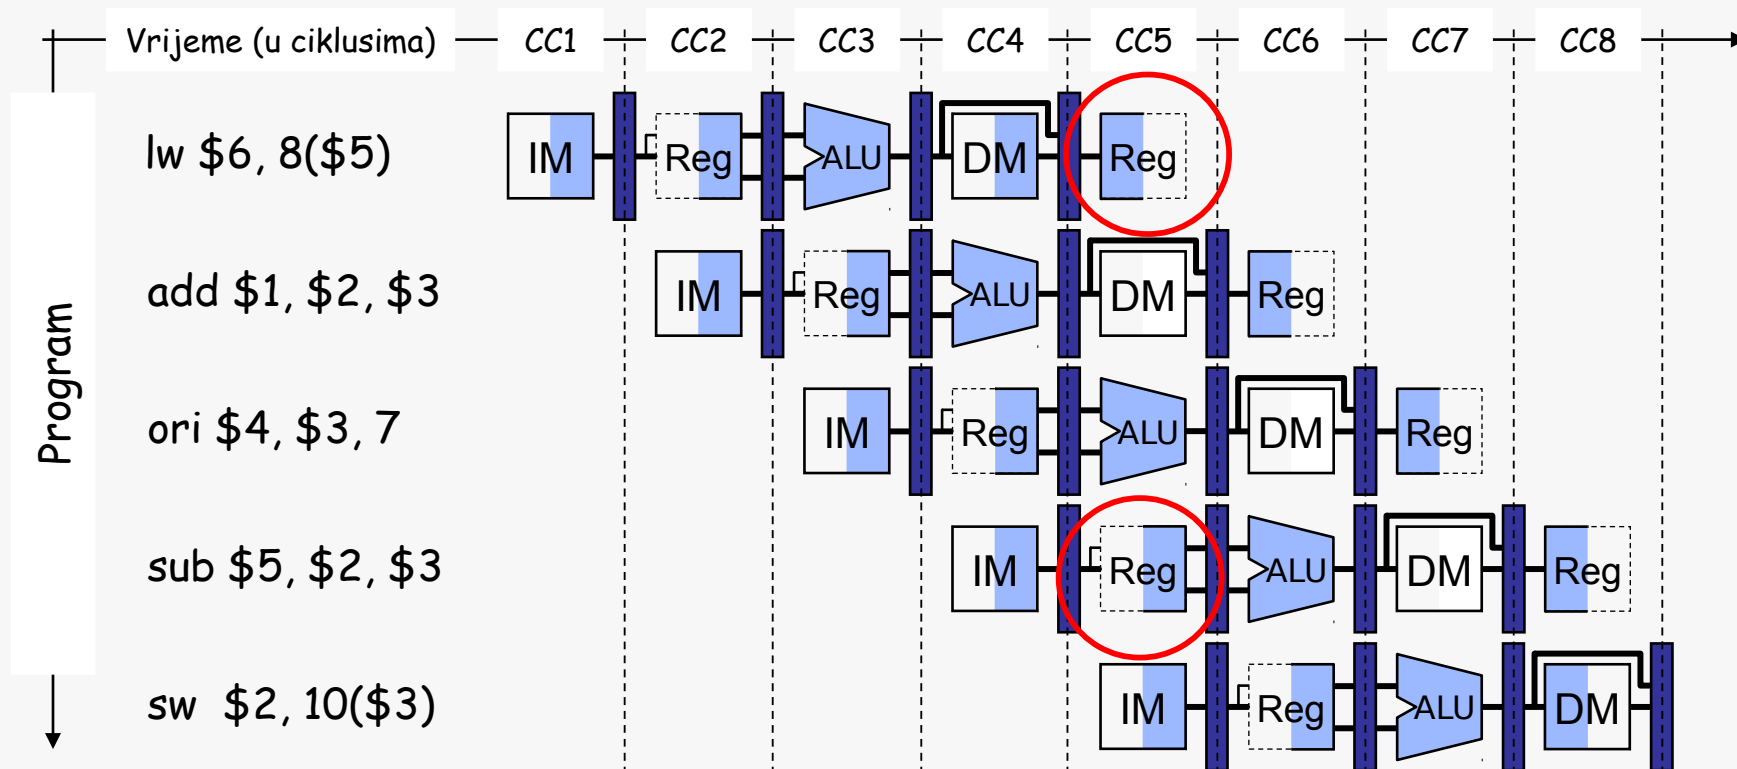 Vrijeme (u ciklusima) CC1 CC2 CC3 CC4 CC5 CC6 CC7 CC8
Program
lw $6, 8($5) IM Reg ALU DM Reg
add $1, $2, $3 IM Reg ALU DM Reg
ori $4, $3, 7 IM Reg ALU DM Reg
sub $5, $2, $3 IM Reg ALU DM Reg
sw $2, 10($3) IM Reg ALU DM